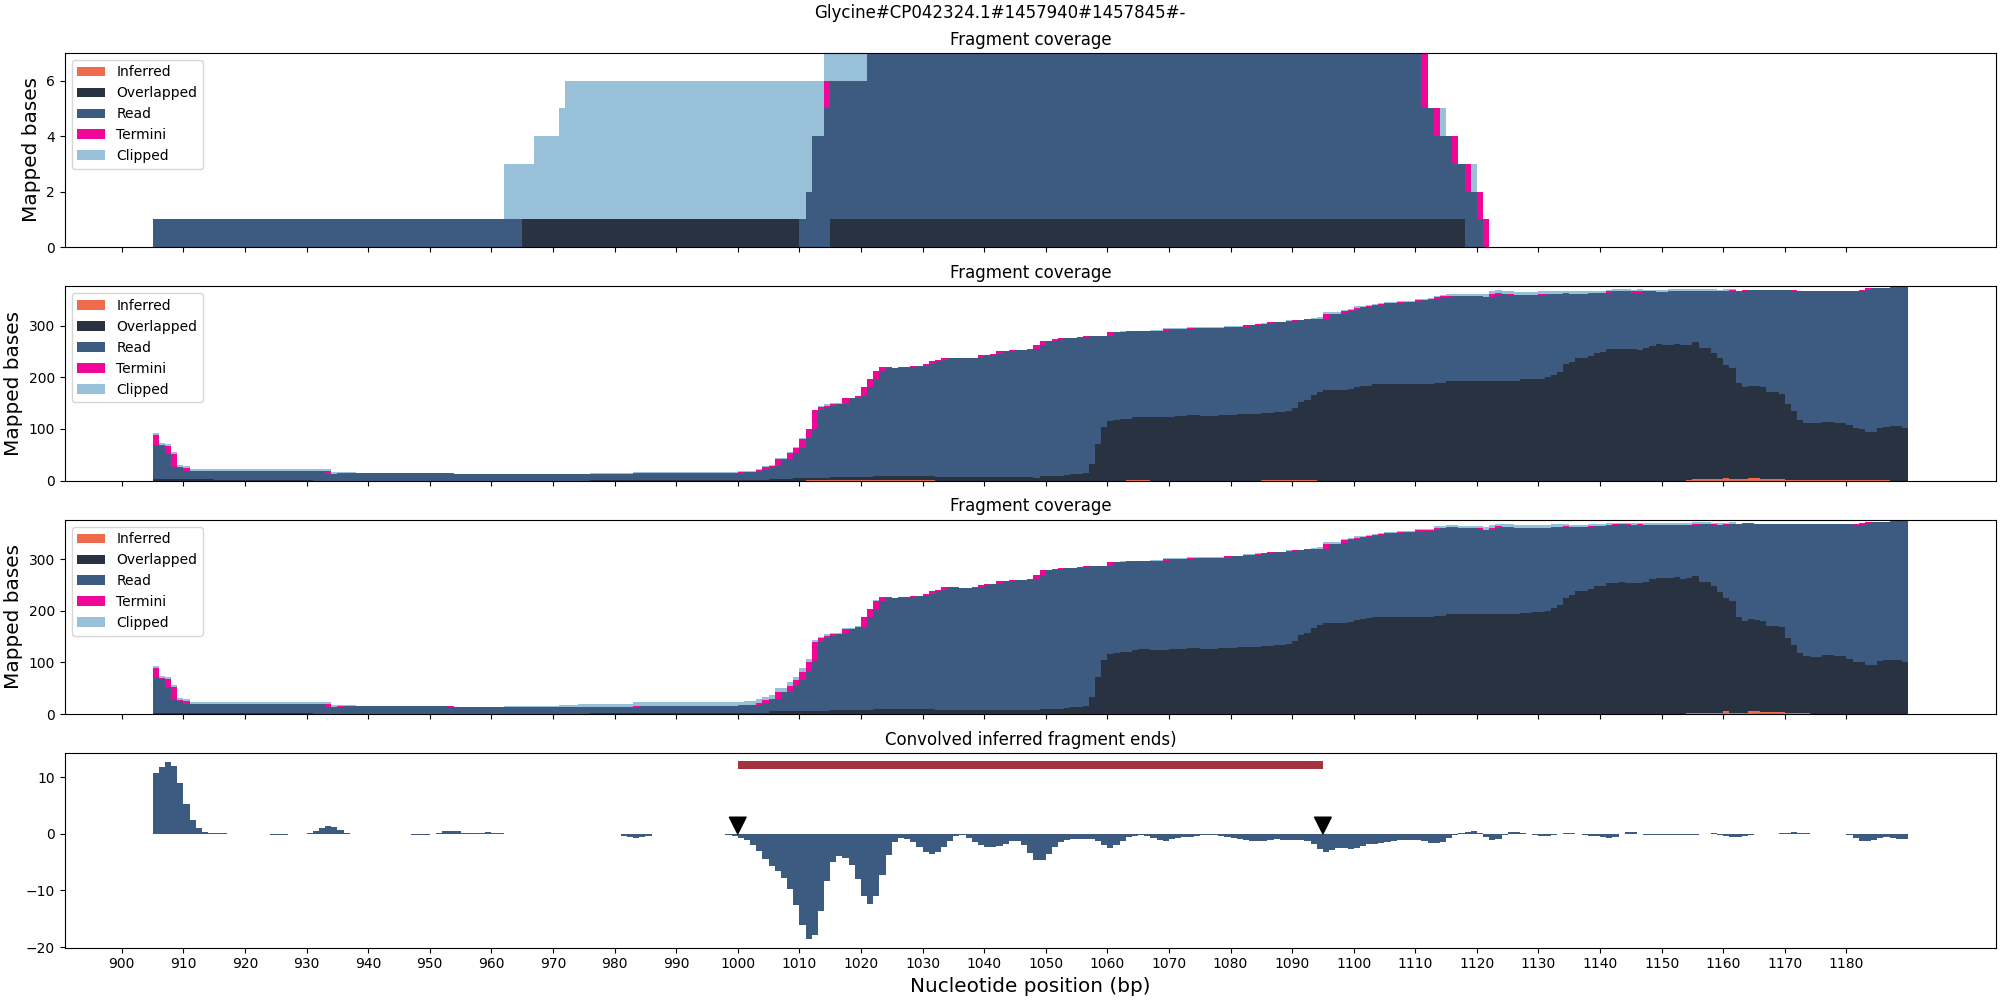 Glycine#CP042324.1#1457940#1457845#-
Fragment coverage
Mapped bases
6
4
2
0
Inferred
Overlapped
Read
Termini
Clipped
Fragment coverage
Mapped bases
300
200
100
0
Inferred
Overlapped
Read
Termini
Clipped
Fragment coverage
Mapped bases
300
200
100
0
Inferred
Overlapped
Read
Termini
Clipped
Convolved inferred fragment ends)
10
0
−10
−20
900 910 920 930 940 950 960 970 980 990 1000 1010 1020 1030 1040 1050 1060 1070 1080 1090 1100 1110 1120 1130 1140 1150 1160 1170 1180
Nucleotide position (bp)